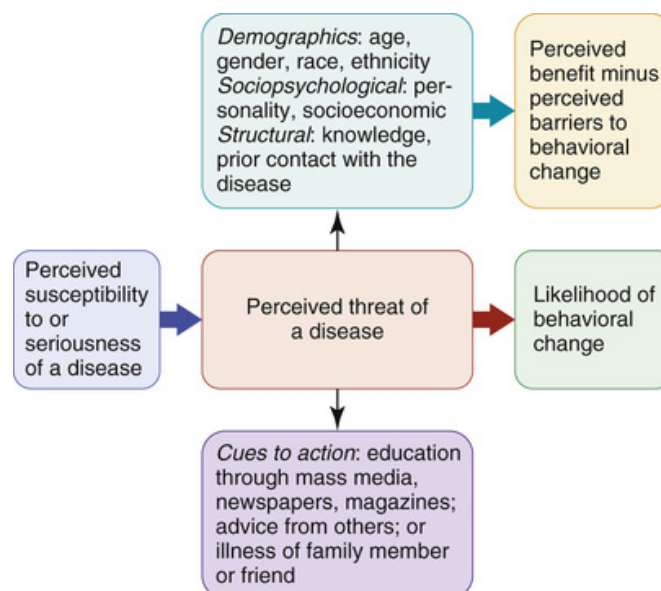 Demographics: age,
gender, race, ethnicity
Sociopsychological: per-
sonality, socioeconomic
Structural: knowledge,
prior contact with the
disease
Perceived
benefit minus
perceived
barriers to
behavioral
change
Perceived
susceptibility
to or
seriousness
of a disease
Perceived threat of
a disease
Likelihood of
behavioral
change
Cues to action: education
through mass media,
newspapers, magazines;
advice from others; or
illness of family member
or friend